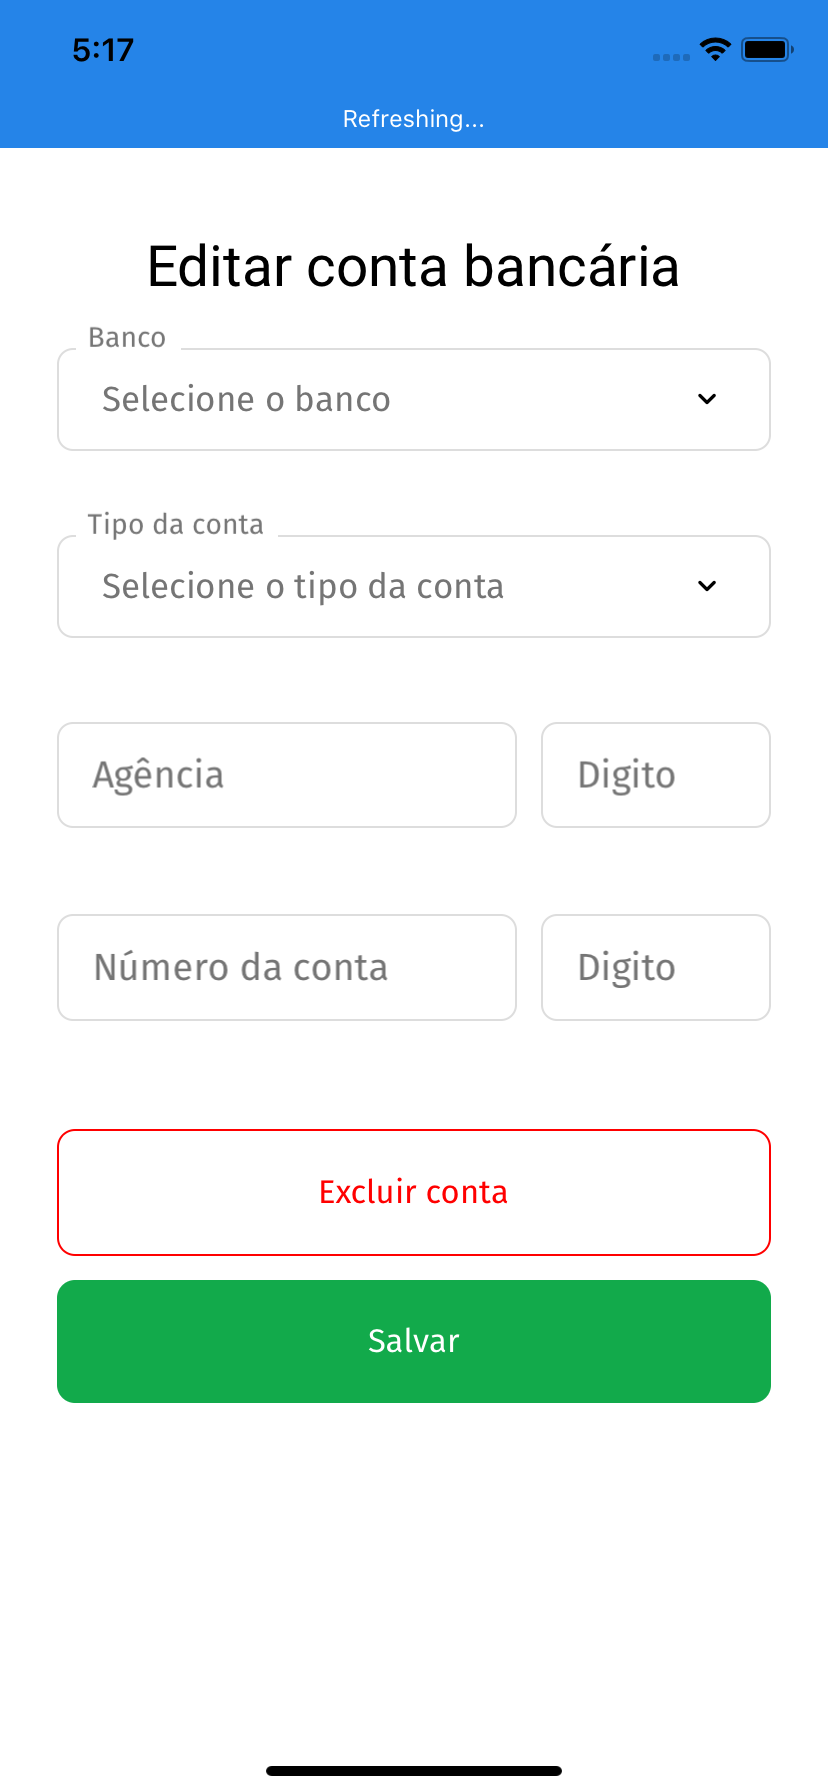 5:17
Refreshing...
Editar conta bancária
Banco
Selecione o banco
Tipo da conta
Selecione o tipo da conta
Agência
Digito
Número da conta
Digito
Excluir conta
Salvar